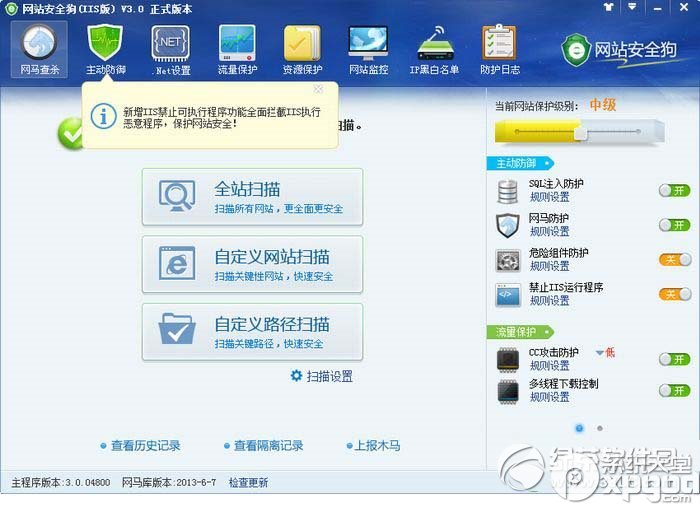 网站安全狗(IIS版) V3.0 正式版本
网马查杀
主动防御
.NET
.Net设置
流量保护
资源保护
网站监控
IP黑白名单
防护日志
网站安全狗
新增IIS禁止可执行程序功能全面拦截IIS执行
恶意程序，保护网站安全！
扫描。
全站扫描
扫描所有网站，更全面更安全
自定义网站扫描
扫描关键性网站，快速安全
自定义路径扫描
扫描关键路径，快速安全
扫描设置
查看历史记录
查看隔离记录
上报木马
当前网站保护级别： 中级
主动防御
SQL注入防护
规则设置
开
网马防护
规则设置
开
危险组件防护
规则设置
关
禁止IIS运行程序
规则设置
关
流量保护
CC攻击防护
低
规则设置
开
多线程下载控制
规则设置
开
主程序版本：3.0.04800
网马库版本：2013-6-7
检查更新